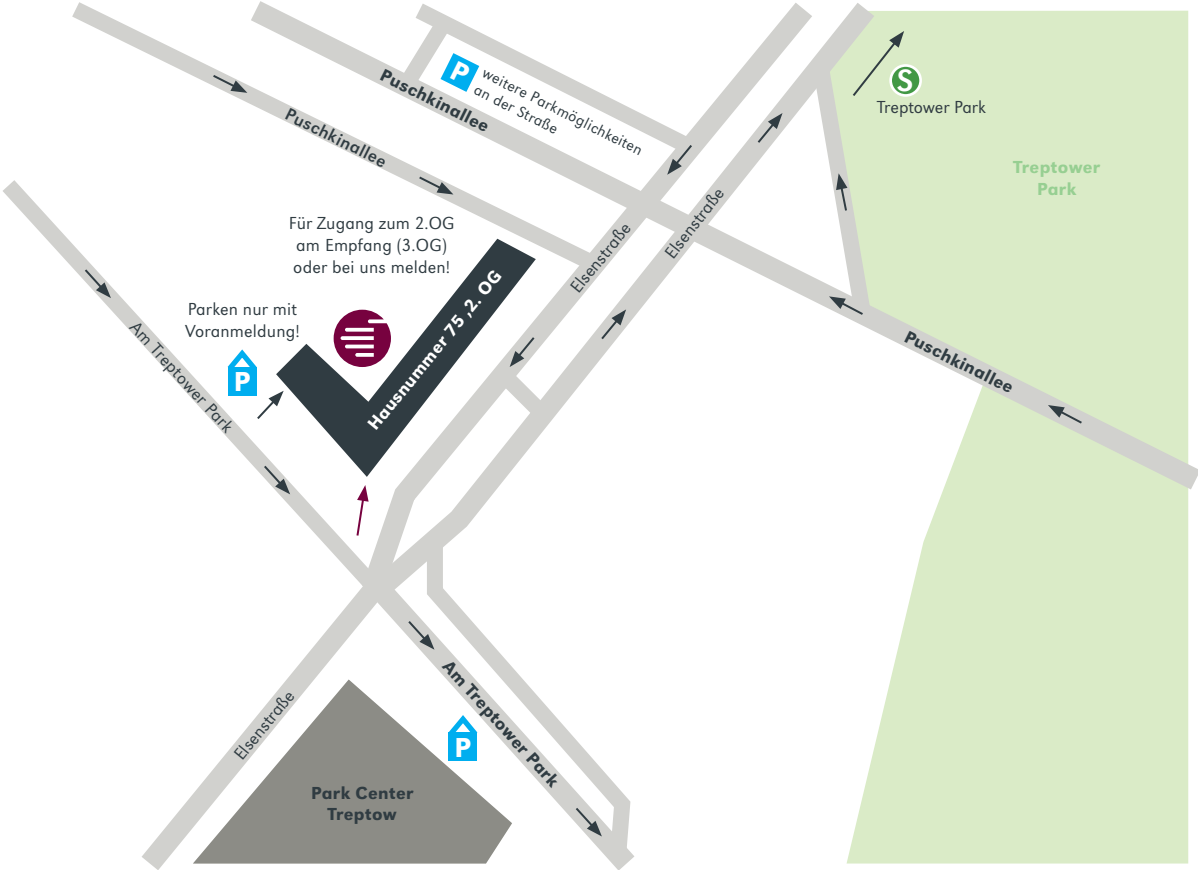 P
weitere Parkmöglichkeiten
an der Straße
Puschkinallee
Puschkinallee
S
Treptower Park
Treptower
Park
Elsenstraße
Elsenstraße
Für Zugang zum 2.OG
am Empfang (3.OG)
oder bei uns melden!
Parken nur mit
Voranmeldung!
P
Hausnummer 75 ,2. OG
Am Treptower Park
Puschkinallee
Am Treptower Park
P
Elsenstraße
Park Center
Treptow